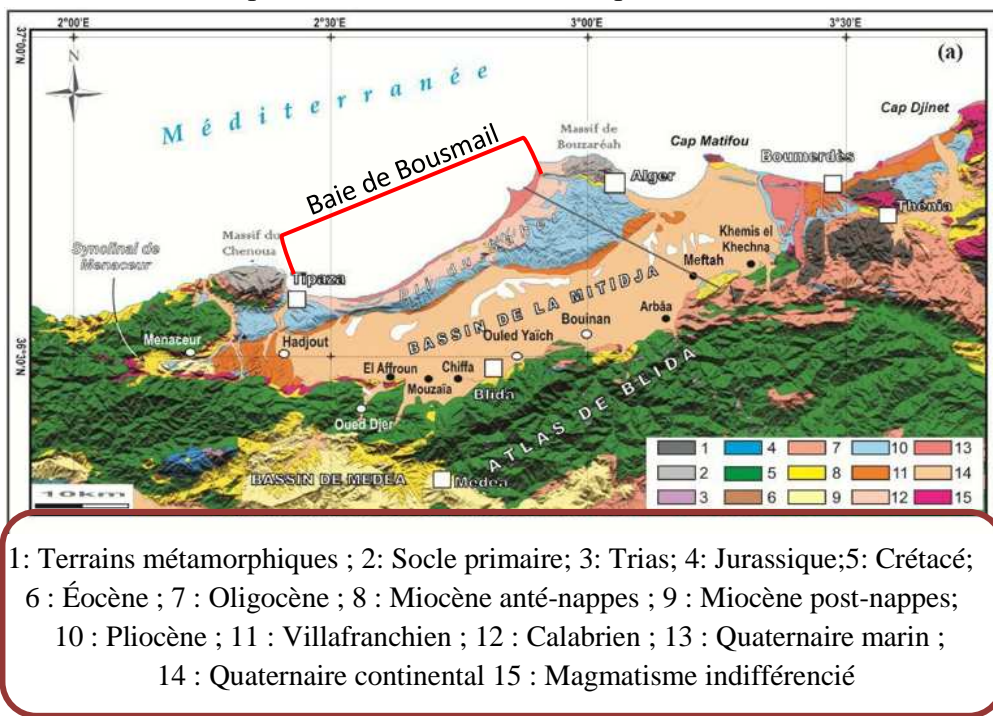 2°00'E
2°30'E
3°00'E
3°30'E
37°00'N
(a)
N
Méditerranée
Cap Djinet
Massif de
Bouzaréah
Cap Matifou
Boumerdès
Baie de Bousmail
Alger
Thénia
Massif du
Chenoua
Khemis el
Khechna
Synclinal de
Menaceur
Tipaza
Meftah
BASSIN DE LA MITIDJA
Arbâa
Bouinan
Menaceur
Hadjout
Ouled Yaïch
36°30'N
El Affroun
Chiffa
Mouzaïa
Blida
ATLAS DE BLIDA
Oued Djer
BASSIN DE MEDEA
Medea
10km
1 4 7 10 13
2 5 8 11 14
3 6 9 12 15
1: Terrains métamorphiques ; 2: Socle primaire; 3: Trias; 4: Jurassique;5: Crétacé;
6 : Éocène ; 7 : Oligocène ; 8 : Miocène anté-nappes ; 9 : Miocène post-nappes;
10 : Pliocène ; 11 : Villafranchien ; 12 : Calabrien ; 13 : Quaternaire marin ;
14 : Quaternaire continental 15 : Magmatisme indifférencié